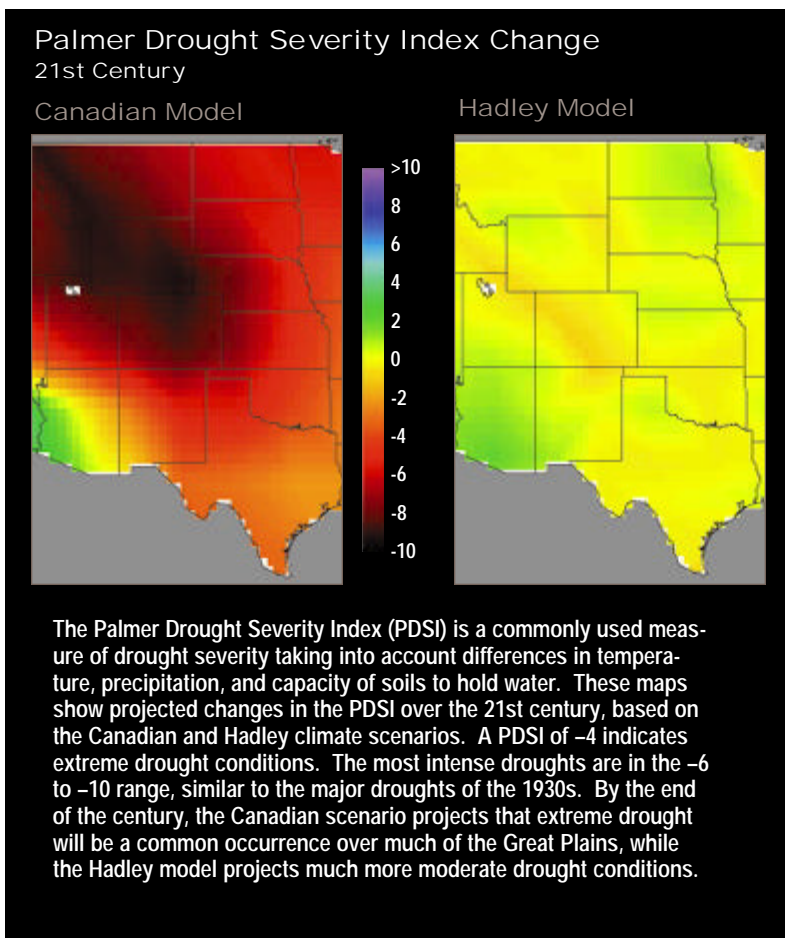 Palmer Drought Severity Index Change
21st Century
Canadian Model
Hadley Model
>10
8
6
4
2
0
-2
-4
-6
-8
-10
The Palmer Drought Severity Index (PDSI) is a commonly used meas-
ure of drought severity taking into account differences in tempera-
ture, precipitation, and capacity of soils to hold water.  These maps
show projected changes in the PDSI over the 21st century, based on
the Canadian and Hadley climate scenarios.  A PDSI of –4 indicates
extreme drought conditions.  The most intense droughts are in the –6
to –10 range, similar to the major droughts of the 1930s.  By the end
of the century, the Canadian scenario projects that extreme drought
will be a common occurrence over much of the Great Plains, while
the Hadley model projects much more moderate drought conditions.